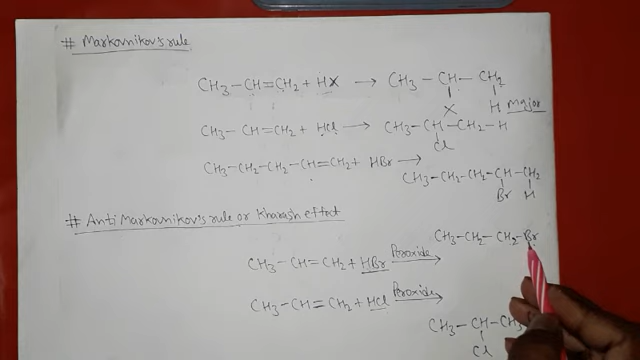 # Markovnikov's rule
CH3-CH=CH2 + HX → CH3-CH-CH2
X H Major
CH3-CH=CH2 + HCl → CH3-CH-CH2-H
Cl
CH3-CH2-CH2-CH=CH2 + HBr →
CH3-CH2-CH2-CH-CH2
Br H
# Anti Markovnikov's rule or Kharash effect
CH3-CH2-CH2-Br
CH3-CH=CH2 + HBr Peroxide →
CH3-CH=CH2 + HCl Peroxide →
CH3-CH-CH3
Cl